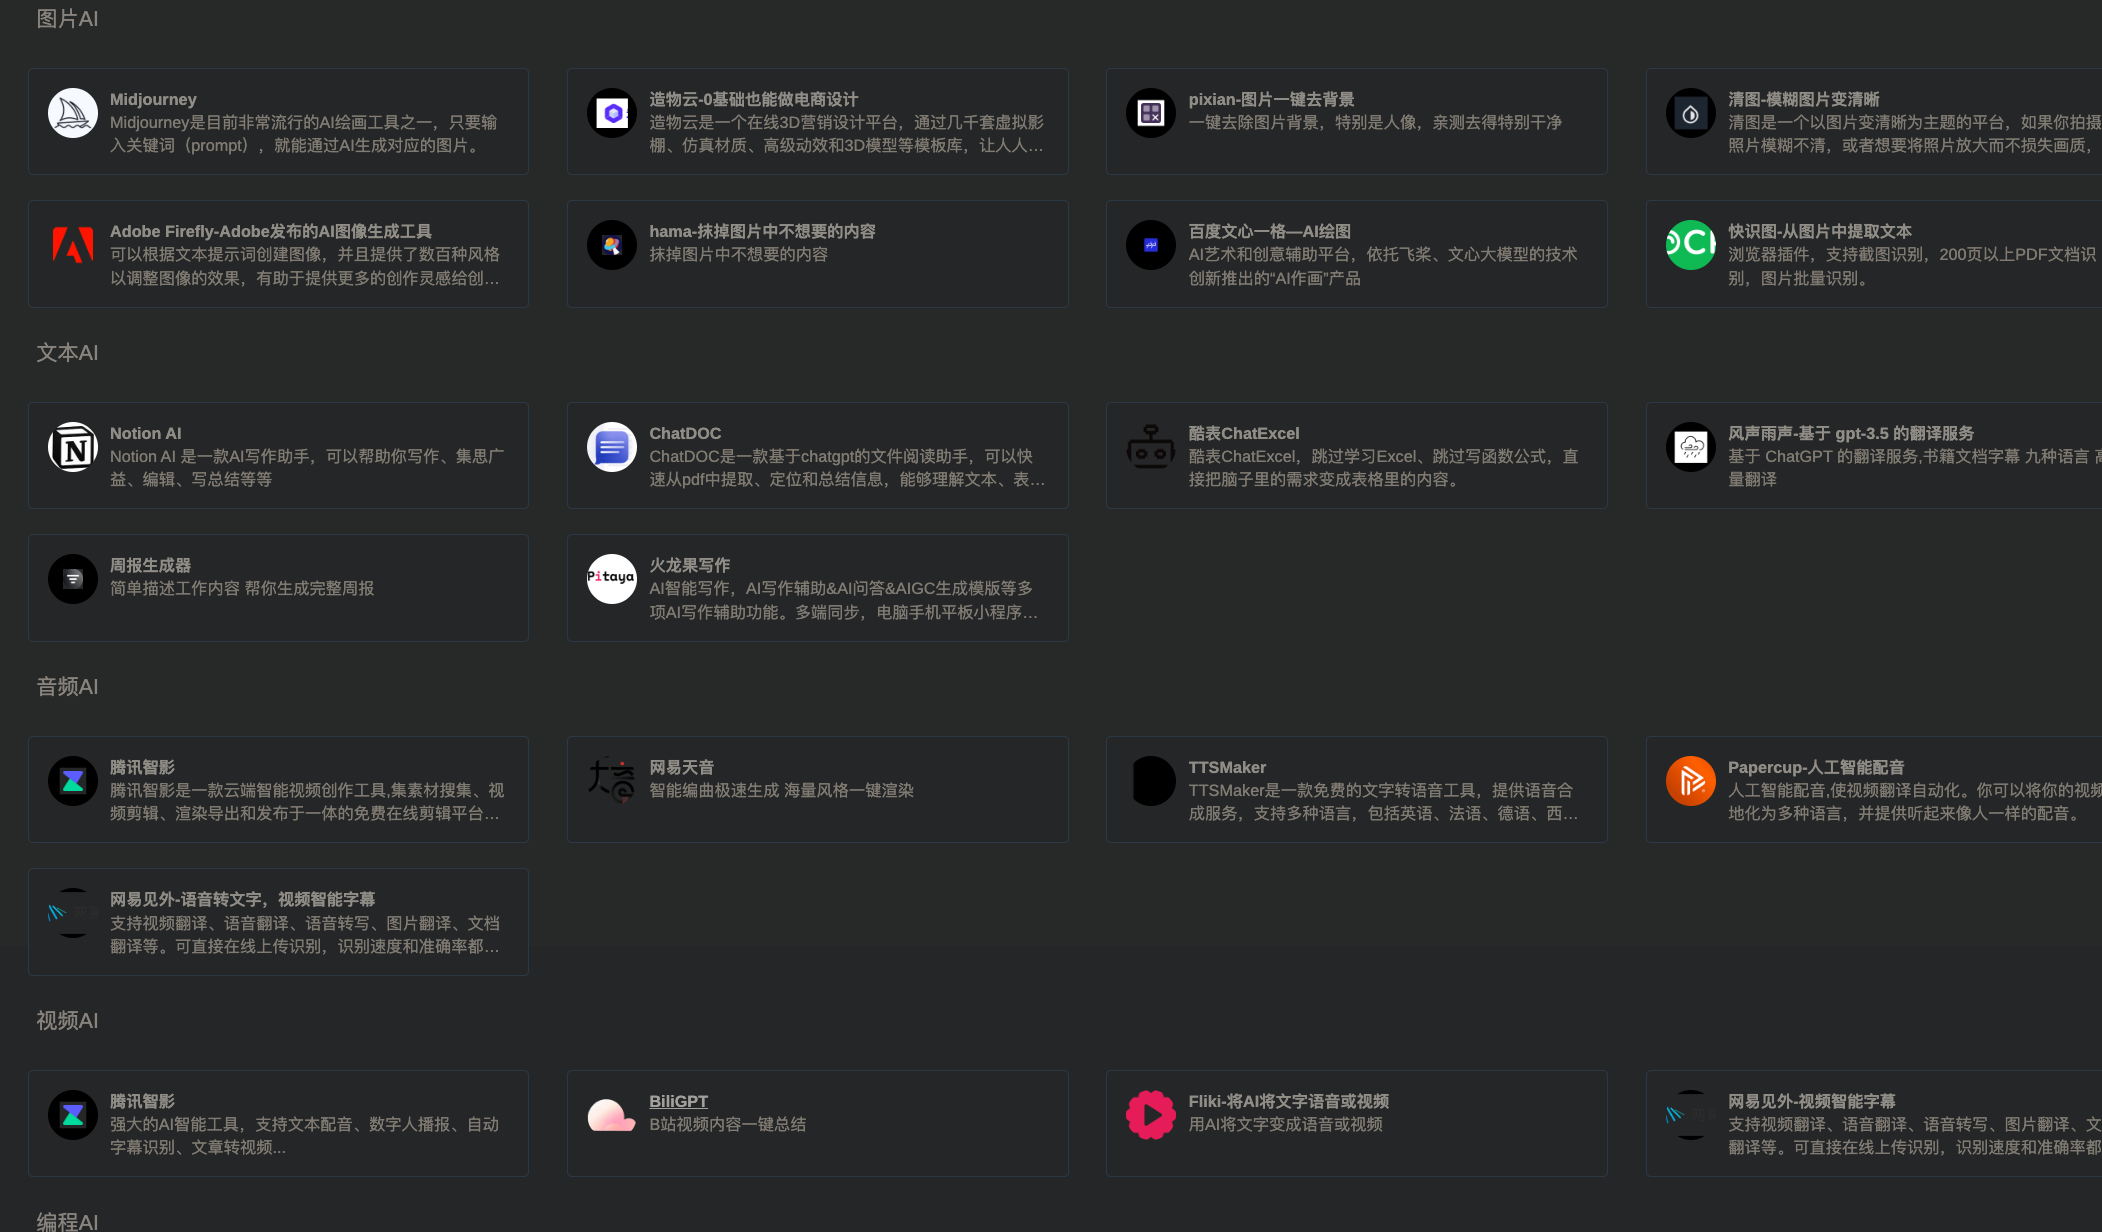 图片AI
Midjourney
Midjourney是目前非常流行的AI绘画工具之一，只要输
入关键词（prompt），就能通过AI生成对应的图片。
造物云-0基础也能做电商设计
造物云是一个在线3D营销设计平台，通过几千套虚拟影
棚、仿真材质、高级动效和3D模型等模板库，让人人...
pixian-图片一键去背景
一键去除图片背景，特别是人像，亲测去得特别干净
清图-模糊图片变清晰
清图是一个以图片变清晰为主题的平台，如果你拍摄
照片模糊不清，或者想要将照片放大而不损失画质，
Adobe Firefly-Adobe发布的AI图像生成工具
可以根据文本提示词创建图像，并且提供了数百种风格
以调整图像的效果，有助于提供更多的创作灵感给创...
hama-抹掉图片中不想要的内容
抹掉图片中不想要的内容
百度文心一格—AI绘图
AI艺术和创意辅助平台，依托飞桨、文心大模型的技术
创新推出的“AI作画”产品
快识图-从图片中提取文本
浏览器插件，支持截图识别，200页以上PDF文档识
别，图片批量识别。
文本AI
Notion AI
Notion AI 是一款AI写作助手，可以帮助你写作、集思广
益、编辑、写总结等等
ChatDOC
ChatDOC是一款基于chatgpt的文件阅读助手，可以快
速从pdf中提取、定位和总结信息，能够理解文本、表...
酷表ChatExcel
酷表ChatExcel，跳过学习Excel、跳过写函数公式，直
接把脑子里的需求变成表格里的内容。
风声雨声-基于 gpt-3.5 的翻译服务
基于 ChatGPT 的翻译服务,书籍文档字幕 九种语言
量翻译
周报生成器
简单描述工作内容 帮你生成完整周报
Pitaya
火龙果写作
AI智能写作，AI写作辅助&AI问答&AIGC生成模版等多
项AI写作辅助功能。多端同步，电脑手机平板小程序...
音频AI
腾讯智影
腾讯智影是一款云端智能视频创作工具,集素材搜集、视
频剪辑、渲染导出和发布于一体的免费在线剪辑平台...
网易天音
智能编曲极速生成 海量风格一键渲染
TTSMaker
TTSMaker是一款免费的文字转语音工具，提供语音合
成服务，支持多种语言，包括英语、法语、德语、西...
Papercup-人工智能配音
人工智能配音,使视频翻译自动化。你可以将你的视频
地化为多种语言，并提供听起来像人一样的配音。
网易见外-语音转文字，视频智能字幕
支持视频翻译、语音翻译、语音转写、图片翻译、文档
翻译等。可直接在线上传识别，识别速度和准确率都...
视频AI
腾讯智影
强大的AI智能工具，支持文本配音、数字人播报、自动
字幕识别、文章转视频...
BiliGPT
B站视频内容一键总结
Fliki-将AI将文字语音或视频
用AI将文字变成语音或视频
网易见外-视频智能字幕
支持视频翻译、语音翻译、语音转写、图片翻译、文
翻译等。可直接在线上传识别，识别速度和准确率都
编程AI